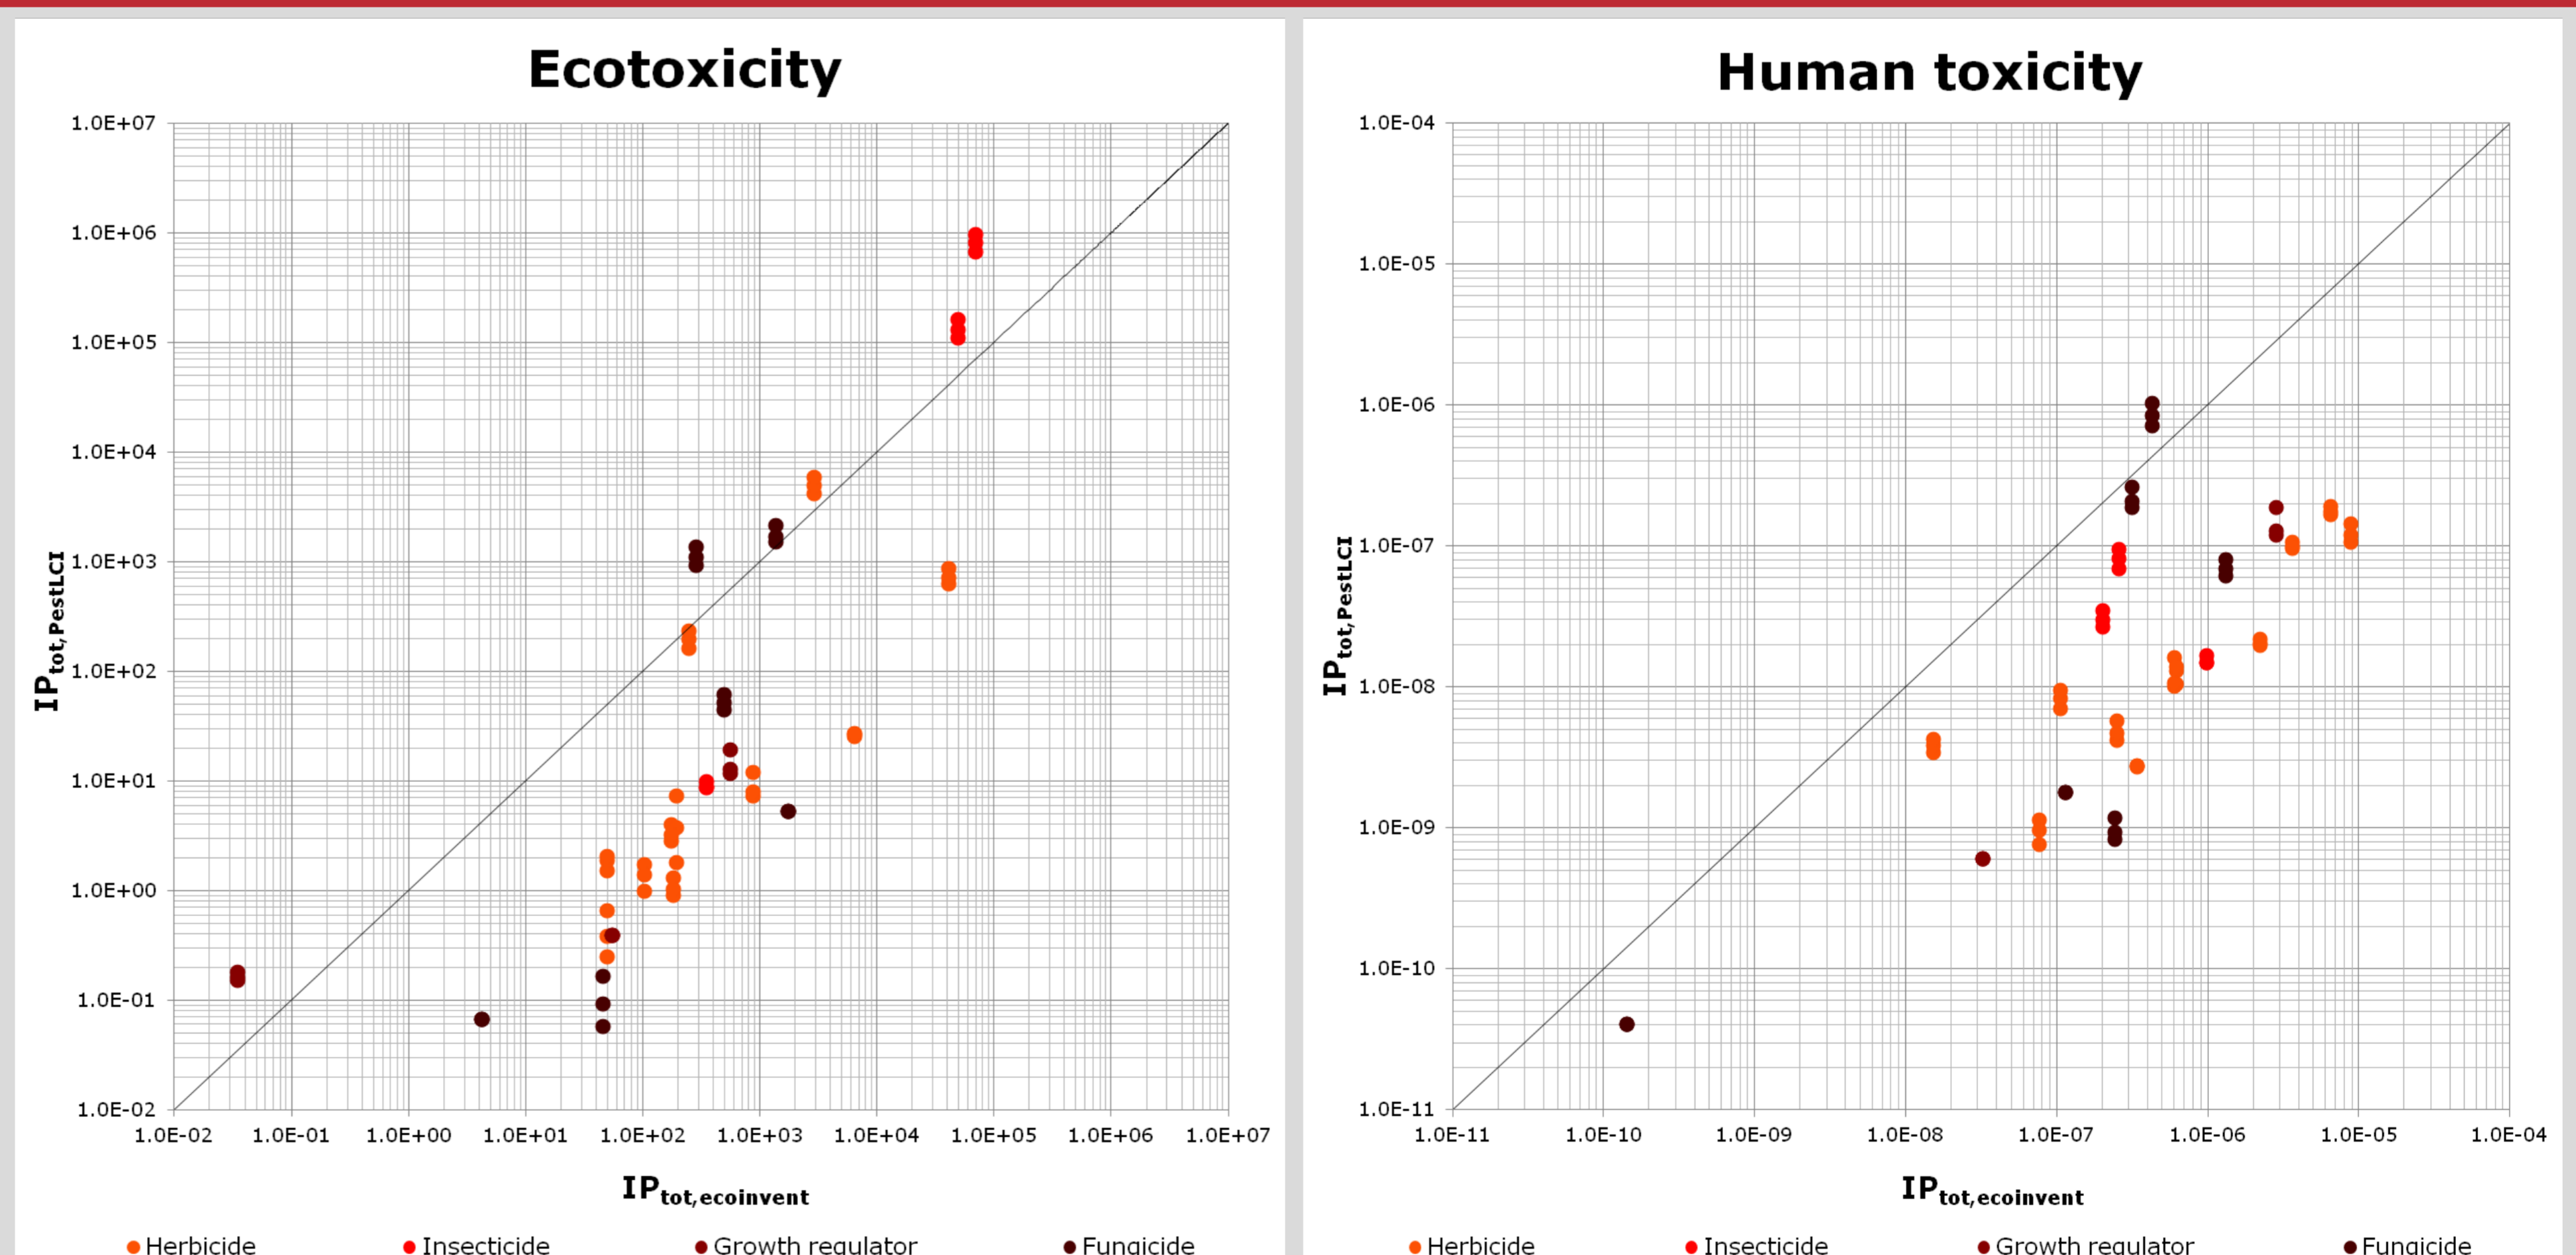 Ecotoxicity
1.0E+07
1.0E+06
1.0E+05
1.0E+04
1.0E+03
1.0E+02
1.0E+01
1.0E+00
1.0E-01
1.0E-02
IPtot,PestLCI
1.0E-02 1.0E-01 1.0E+00 1.0E+01 1.0E+02 1.0E+03 1.0E+04 1.0E+05 1.0E+06 1.0E+07
IPtot,ecoinvent
Herbicide Insecticide Growth regulator Fungicide
Human toxicity
1.0E-04
1.0E-05
1.0E-06
1.0E-07
1.0E-08
1.0E-09
1.0E-10
1.0E-11
IPtot,PestLCI
1.0E-11 1.0E-10 1.0E-09 1.0E-08 1.0E-07 1.0E-06 1.0E-05 1.0E-04
IPtot,ecoinvent
Herbicide Insecticide Growth regulator Fungicide